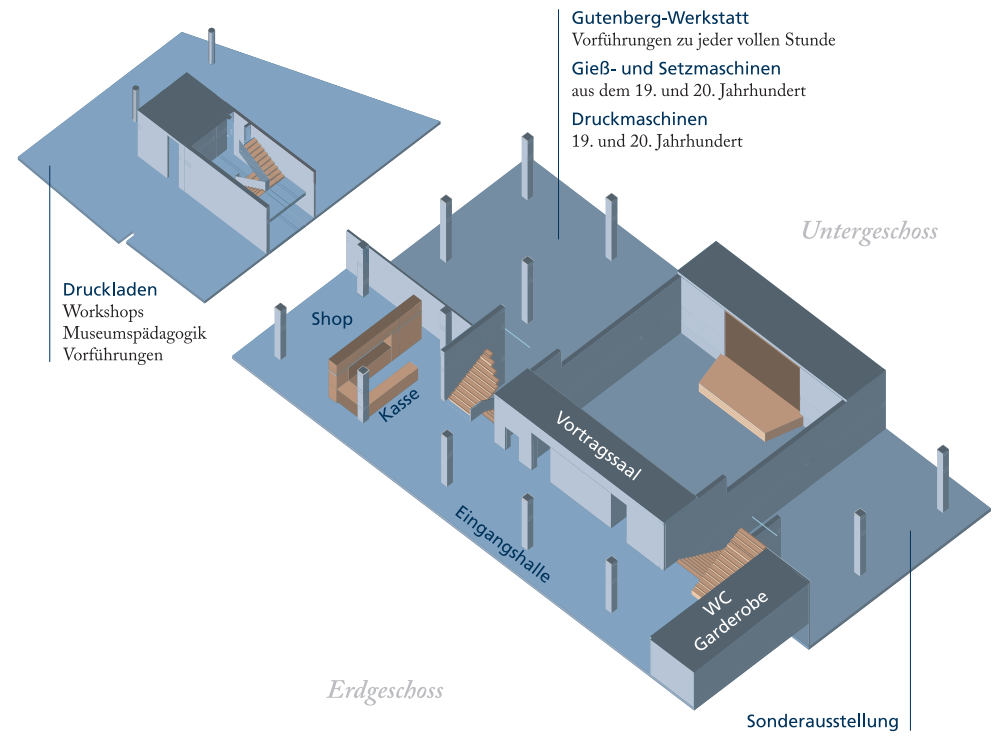 Gutenberg-Werkstatt
Vorführungen zu jeder vollen Stunde
Gieß- und Setzmaschinen
aus dem 19. und 20. Jahrhundert
Druckmaschinen
19. und 20. Jahrhundert
Untergeschoss
Druckladen
Workshops
Museumspädagogik
Vorführungen
Shop
Kasse
Vortragssaal
Eingangshalle
WC
Garderobe
Erdgeschoss
Sonderausstellung